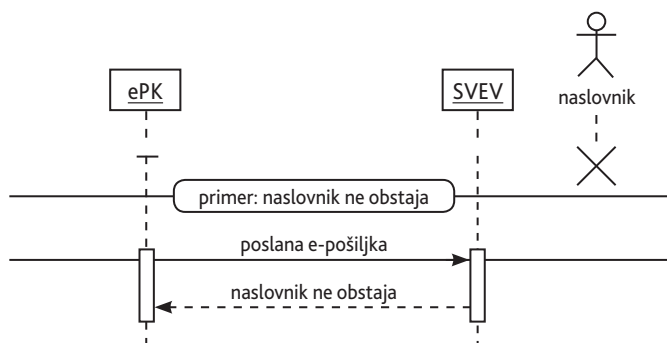 ePK
SVEV
naslovnik
primer: naslovnik ne obstaja
poslana e-pošiljka
naslovnik ne obstaja